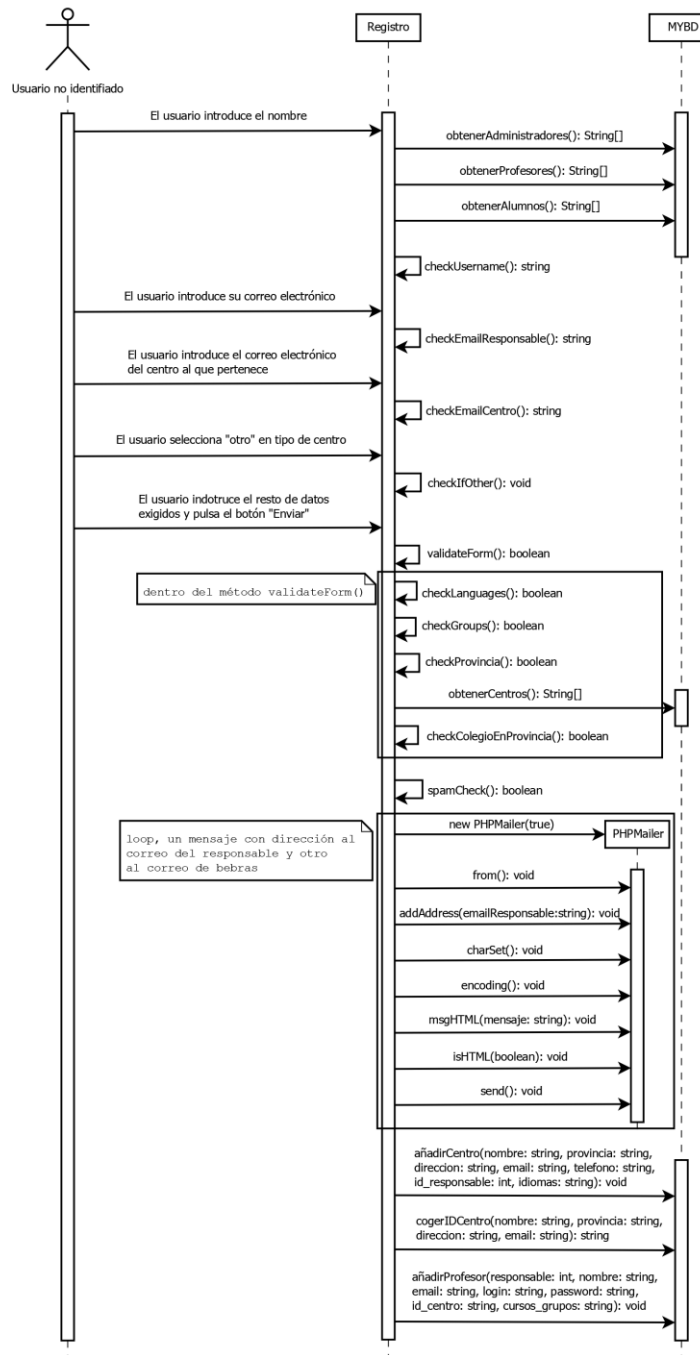 Registro
MYBD
Usuario no identifiado
El usuario introduce el nombre
obtenerAdministradores(): String[]
obtenerProfesores(): String[]
obtenerAlumnos(): String[]
checkUsername(): string
El usuario introduce su correo electrónico
checkEmailResponsable(): string
El usuario introduce el correo electrónico
del centro al que pertenece
checkEmailCentro(): string
El usuario selecciona "otro" en tipo de centro
checkIfOther(): void
El usuario indotruce el resto de datos
exigidos y pulsa el botón "Enviar"
validateForm(): boolean
dentro del método validateForm()
checkLanguages(): boolean
checkGroups(): boolean
checkProvincia(): boolean
obtenerCentros(): String[]
checkColegioEnProvincia(): boolean
spamCheck(): boolean
loop, un mensaje con dirección al
correo del responsable y otro
al correo de bebras
new PHPMailer(true)
PHPMailer
from(): void
addAddress(emailResponsable:string): void
charSet(): void
encoding(): void
msgHTML(mensaje: string): void
isHTML(boolean): void
send(): void
añadirCentro(nombre: string, provincia: string,
direccion: string, email: string, telefono: string,
id_responsable: int, idiomas: string): void
cogerIDCentro(nombre: string, provincia: string,
direccion: string, email: string): string
añadirProfesor(responsable: int, nombre: string,
email: string, login: string, password: string,
id_centro: string, cursos_grupos: string): void